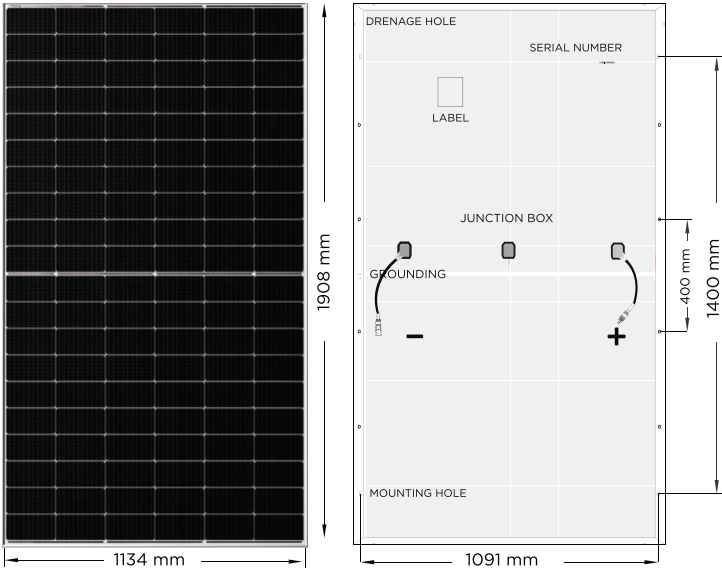 DRENAGE HOLE
SERIAL NUMBER
LABEL
JUNCTION BOX
GROUNDING
MOUNTING HOLE
1908 mm
400 mm
1400 mm
1134 mm
1091 mm